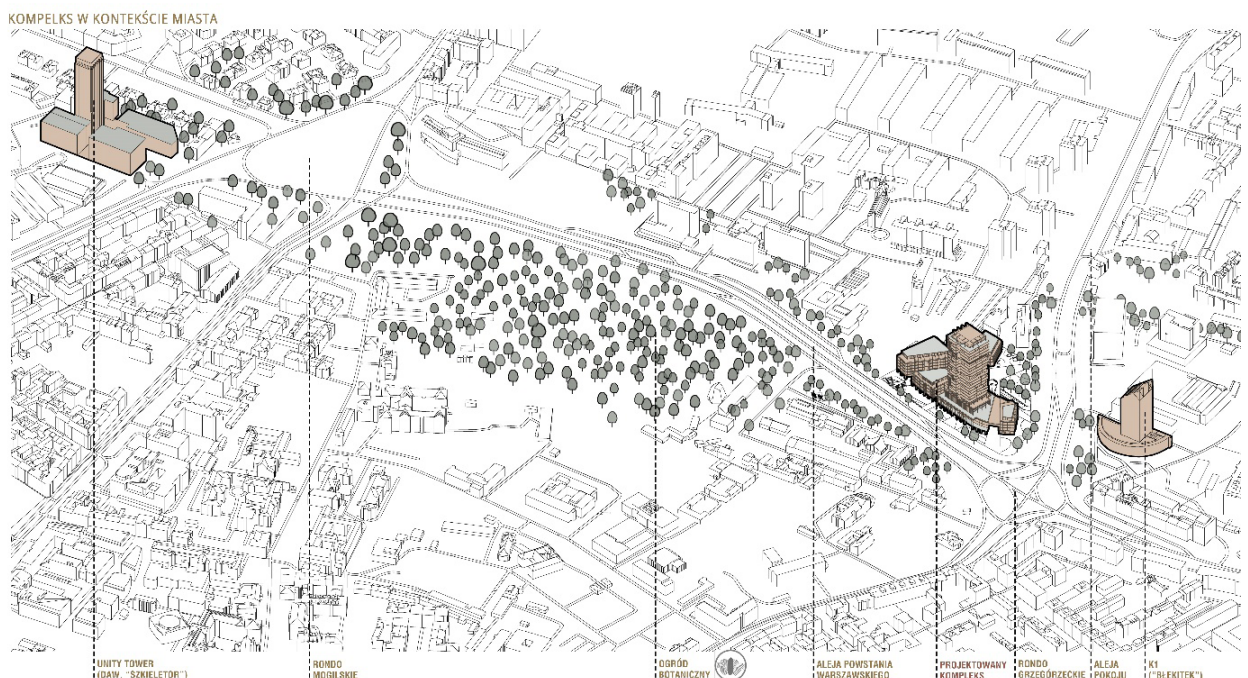 KOMPELKS W KONTEKŚCIE MIASTA
UNITY TOWER
(DAW. "SZKIELETOR")
RONDO
MOGILSKIE
OGRÓD
BOTANICZNY
ALEJA POWSTANIA
WARSZAWSKIEGO
PROJEKTOWANY
KOMPLEKS
RONDO
GRZEGÓRZECKIE
ALEJA
POKOJU
K1
("BŁĘKITEK")